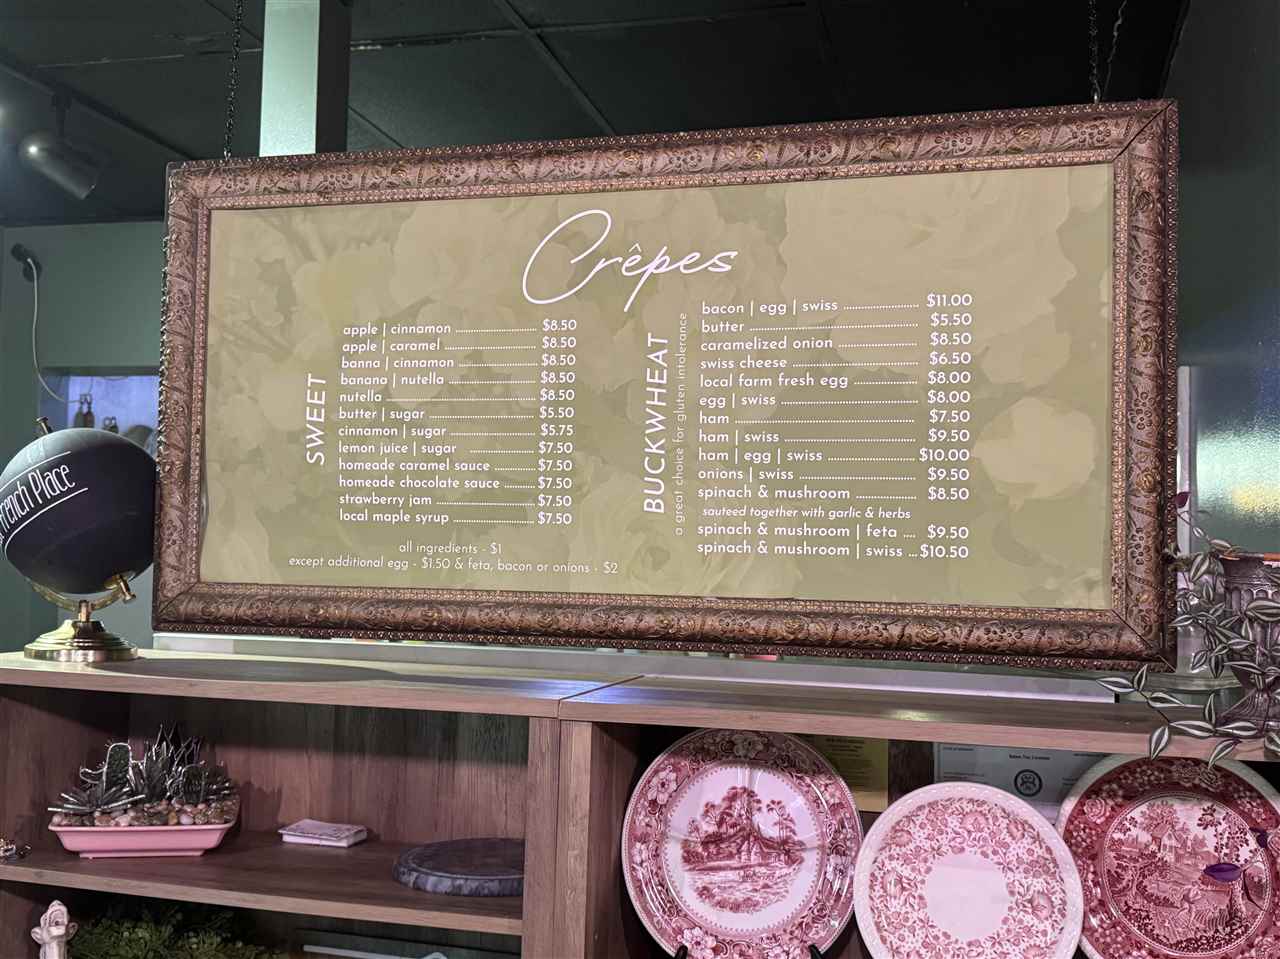 Crêpes
SWEET
apple | cinnamon ........ $8.50
apple | caramel ........ $8.50
banna | cinnamon ........ $8.50
banana | nutella ........ $8.50
nutella ........ $8.50
butter | sugar ........ $5.50
cinnamon | sugar ........ $5.75
lemon juice | sugar ........ $7.50
homeade caramel sauce ........ $7.50
homeade chocolate sauce ........ $7.50
strawberry jam ........ $7.50
local maple syrup ........ $7.50
all ingredients - $1
except additional egg - $1.50 & feta, bacon or onions - $2
BUCKWHEAT
a great choice for gluten intolerance
bacon | egg | swiss ........ $11.00
butter ........ $5.50
caramelized onion ........ $8.50
swiss cheese ........ $6.50
local farm fresh egg ........ $8.00
egg | swiss ........ $8.00
ham ........ $7.50
ham | swiss ........ $9.50
ham | egg | swiss ........ $10.00
onions | swiss ........ $9.50
spinach & mushroom ........ $8.50
sauteed together with garlic & herbs
spinach & mushroom | feta .... $9.50
spinach & mushroom | swiss ... $10.50
French Place